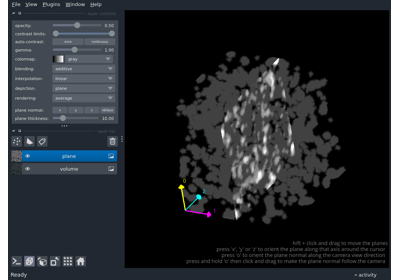 File View Plugins Window Help
layer controls
opacity: 0.50
contrast limits:
auto-contrast: once continuous
gamma: 1.00
colormap: gray
blending: additive
interpolation: linear
depiction: plane
rendering: average
plane normal: x y z oblique
plane thickness: 10.00
plane
volume
shift + click and drag to move the planes
press 'x', 'y' or 'z' to orient the plane along that axis around the cursor
press 'o' to orient the plane normal along the camera view direction
press and hold 'o' then click and drag to make the plane normal follow the camera
Ready
activity